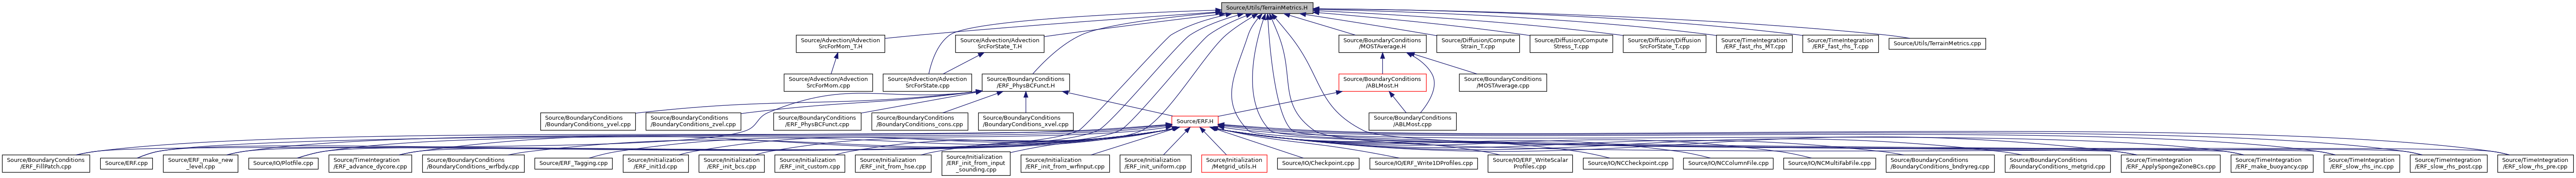 Source/Utils/TerrainMetrics.H
Source/Advection/Advection
SrcForMom_T.H
Source/Advection/Advection
SrcForState_T.H
Source/BoundaryConditions
/MOSTAverage.H
Source/Diffusion/Compute
Strain_T.cpp
Source/Diffusion/Compute
Stress_T.cpp
Source/Diffusion/Diffusion
SrcForState_T.cpp
Source/TimeIntegration
/ERF_fast_rhs_MT.cpp
Source/TimeIntegration
/ERF_fast_rhs_T.cpp
Source/Utils/TerrainMetrics.cpp
Source/Advection/Advection
SrcForMom.cpp
Source/Advection/Advection
SrcForState.cpp
Source/BoundaryConditions
/ERF_PhysBCFunct.H
Source/BoundaryConditions
/ABLMost.H
Source/BoundaryConditions
/MOSTAverage.cpp
Source/BoundaryConditions
/BoundaryConditions_yvel.cpp
Source/BoundaryConditions
/BoundaryConditions_zvel.cpp
Source/BoundaryConditions
/ERF_PhysBCFunct.cpp
Source/BoundaryConditions
/BoundaryConditions_cons.cpp
Source/BoundaryConditions
/BoundaryConditions_xvel.cpp
Source/ERF.H
Source/BoundaryConditions
/ABLMost.cpp
Source/BoundaryConditions
/ERF_FillPatch.cpp
Source/ERF.cpp
Source/ERF_make_new
_level.cpp
Source/IO/Plotfile.cpp
Source/TimeIntegration
/ERF_advance_dycore.cpp
Source/BoundaryConditions
/BoundaryConditions_wrfbdy.cpp
Source/ERF_Tagging.cpp
Source/Initialization
/ERF_init1d.cpp
Source/Initialization
/ERF_init_bcs.cpp
Source/Initialization
/ERF_init_custom.cpp
Source/Initialization
/ERF_init_from_hse.cpp
Source/Initialization
/ERF_init_from_input
_sounding.cpp
Source/Initialization
/ERF_init_from_wrfinput.cpp
Source/Initialization
/ERF_init_uniform.cpp
Source/Initialization
/Metgrid_utils.H
Source/IO/Checkpoint.cpp
Source/IO/ERF_Write1DProfiles.cpp
Source/IO/ERF_WriteScalar
Profiles.cpp
Source/IO/NCCheckpoint.cpp
Source/IO/NCColumnFile.cpp
Source/IO/NCMultiFabFile.cpp
Source/BoundaryConditions
/BoundaryConditions_bndryreg.cpp
Source/BoundaryConditions
/BoundaryConditions_metgrid.cpp
Source/TimeIntegration
/ERF_ApplySpongeZoneBCs.cpp
Source/TimeIntegration
/ERF_make_buoyancy.cpp
Source/TimeIntegration
/ERF_slow_rhs_inc.cpp
Source/TimeIntegration
/ERF_slow_rhs_post.cpp
Source/TimeIntegration
/ERF_slow_rhs_pre.cpp